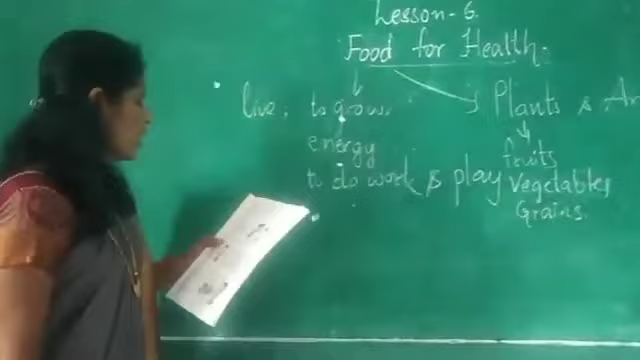 Lesson-6.
Food for Health.
live, to grow, Plants & An
energy fruits
to do work & play Vegetables
Grains.